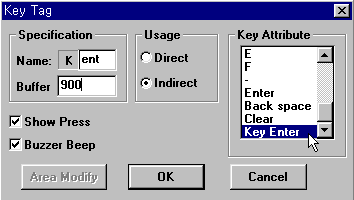 Key Tag
Specification
Name: K ent
Buffer 900
Usage
Direct
Indirect
Key Attribute
E
F
-
Enter
Back space
Clear
Key Enter
Show Press
Buzzer Beep
Area Modify
OK
Cancel